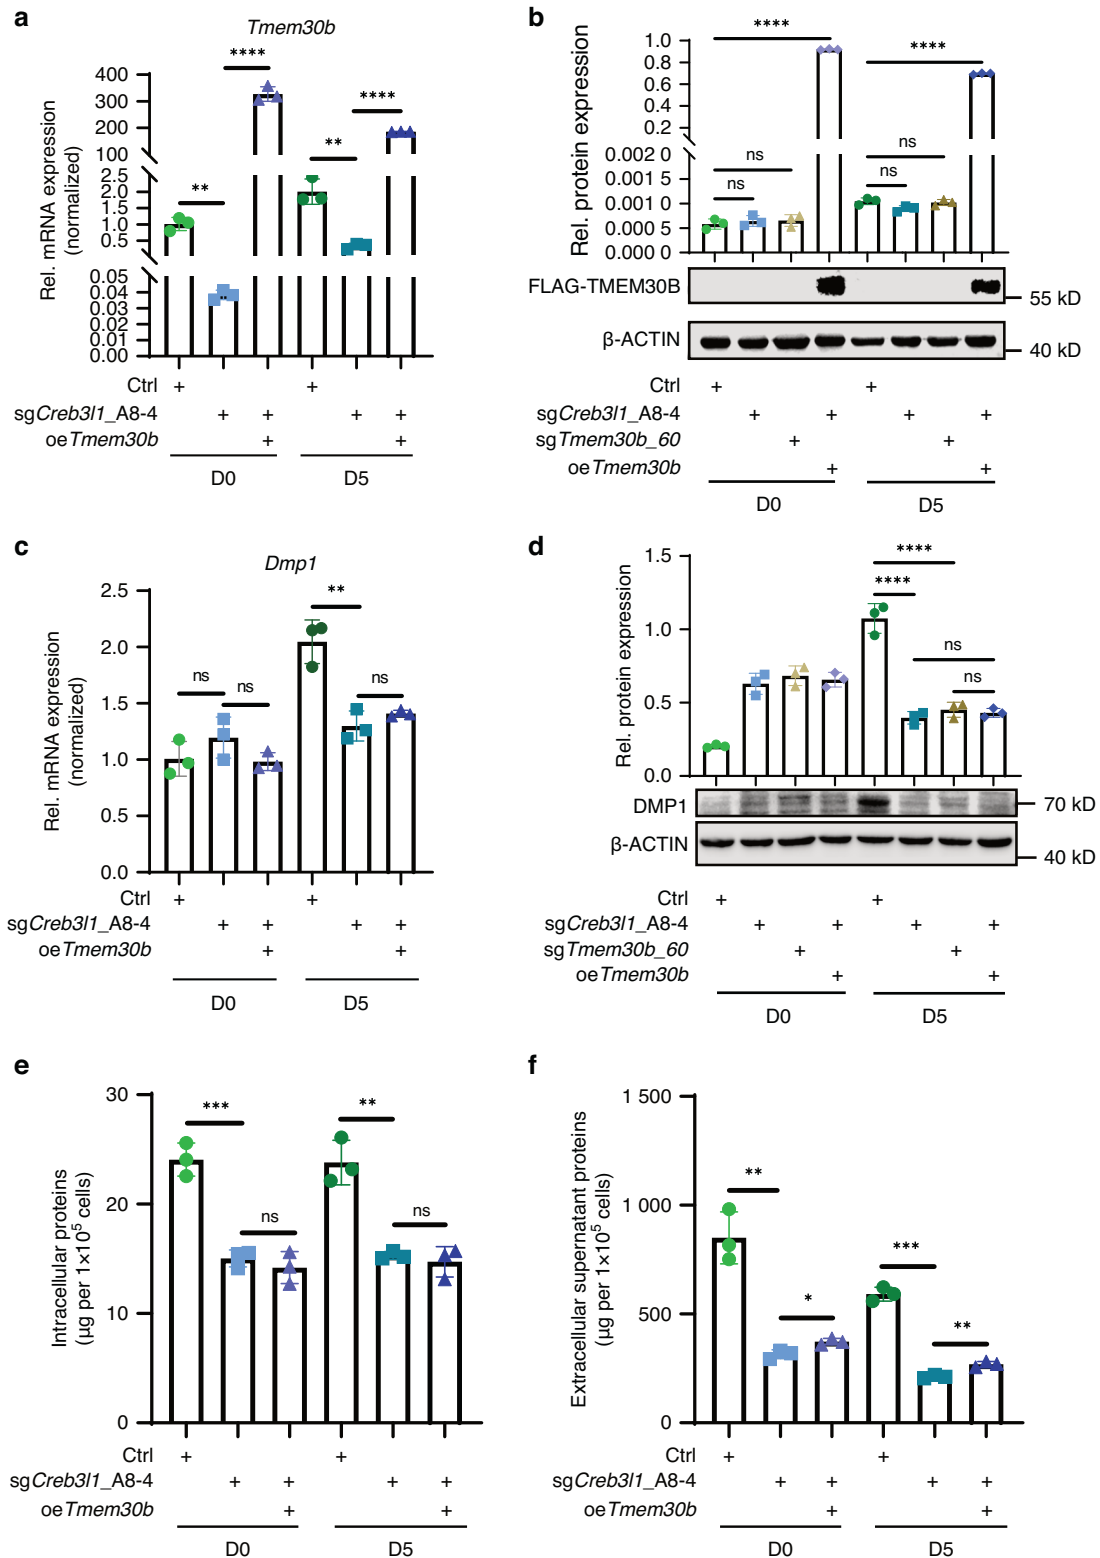 a
Tmem30b
Rel. mRNA expression
(normalized)
400
300
200
100
2.5
2.0
1.5
1.0
0.5
0.05
0.04
0.03
0.02
0.01
0.00
**
****
**
****
Ctrl + +
sgCreb3l1_A8-4 + + + +
oeTmem30b + +
D0 D5
b
Rel. protein expression
1.0
0.8
0.6
0.4
0.2
0.002 0
0.001 5
0.001 0
0.000 5
0.000 0
****
ns
ns
****
ns
ns
FLAG-TMEM30B
55 kD
β-ACTIN
40 kD
Ctrl + +
sgCreb3l1_A8-4 + + + +
sgTmem30b_60 + +
oeTmem30b + +
D0 D5
c
Dmp1
Rel. mRNA expression
(normalized)
2.5
2.0
1.5
1.0
0.5
0.0
ns
ns
**
ns
Ctrl + +
sgCreb3l1_A8-4 + + + +
oeTmem30b + +
D0 D5
d
Rel. protein expression
1.5
1.0
0.5
0.0
****
****
ns
ns
DMP1
70 kD
β-ACTIN
40 kD
Ctrl + +
sgCreb3l1_A8-4 + + + +
sgTmem30b_60 + +
oeTmem30b + +
D0 D5
e
Intracellular proteins
(µg per 1×10⁵ cells)
30
20
10
0
***
ns
**
ns
Ctrl + +
sgCreb3l1_A8-4 + + + +
oeTmem30b + +
D0 D5
f
Extracellular supernatant proteins
(µg per 1×10⁵ cells)
1 500
1 000
500
0
**
*
***
**
Ctrl + +
sgCreb3l1_A8-4 + + + +
oeTmem30b + +
D0 D5